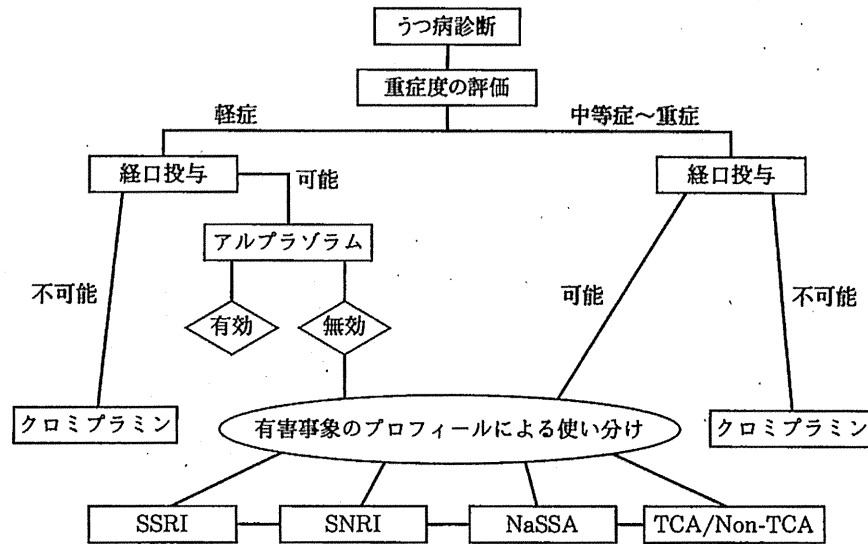 うつ病診断
重症度の評価
軽症
中等症~重症
経口投与
可能
経口投与
アルプラゾラム
不可能
有効
無効
可能
不可能
クロミプラミン
有害事象のプロフィールによる使い分け
クロミプラミン
SSRI
SNRI
NaSSA
TCA/Non-TCA